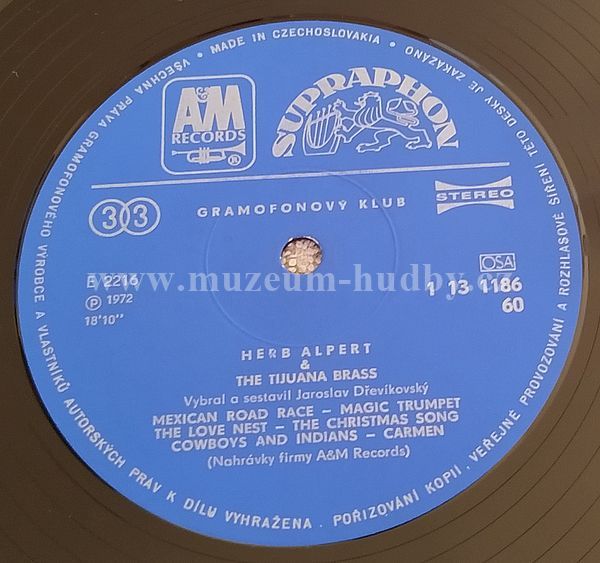 VŠECHNA PRÁVA GRAMOFONOVÉHO VÝROBCE A VLASTNÍKŮ AUTORSKÝCH PRÁV K DÍLU VYHRAŽENA . POŘIZOVÁNÍ KOPIÍ, VEŘEJNÉ PROVOZOVÁNÍ A ROZHLASOVÉ ŠÍŘENÍ TÉTO DESKY JE ZAKÁZÁNO
• MADE IN CZECHOSLOVAKIA •
A&M
RECORDS
®
SUPRAPHON
33
GRAMOFONOVÝ KLUB
STEREO
E 2216
OSA
www.muzeum-hudby.cz
Ⓟ 1972
1 13 1186
18'10"
60
HERB ALPERT
&
THE TIJUANA BRASS
Vybral a sestavil Jaroslav Dřevíkovský
MEXICAN ROAD RACE – MAGIC TRUMPET
THE LOVE NEST – THE CHRISTMAS SONG
COWBOYS AND INDIANS – CARMEN
(Nahrávky firmy A&M Records)